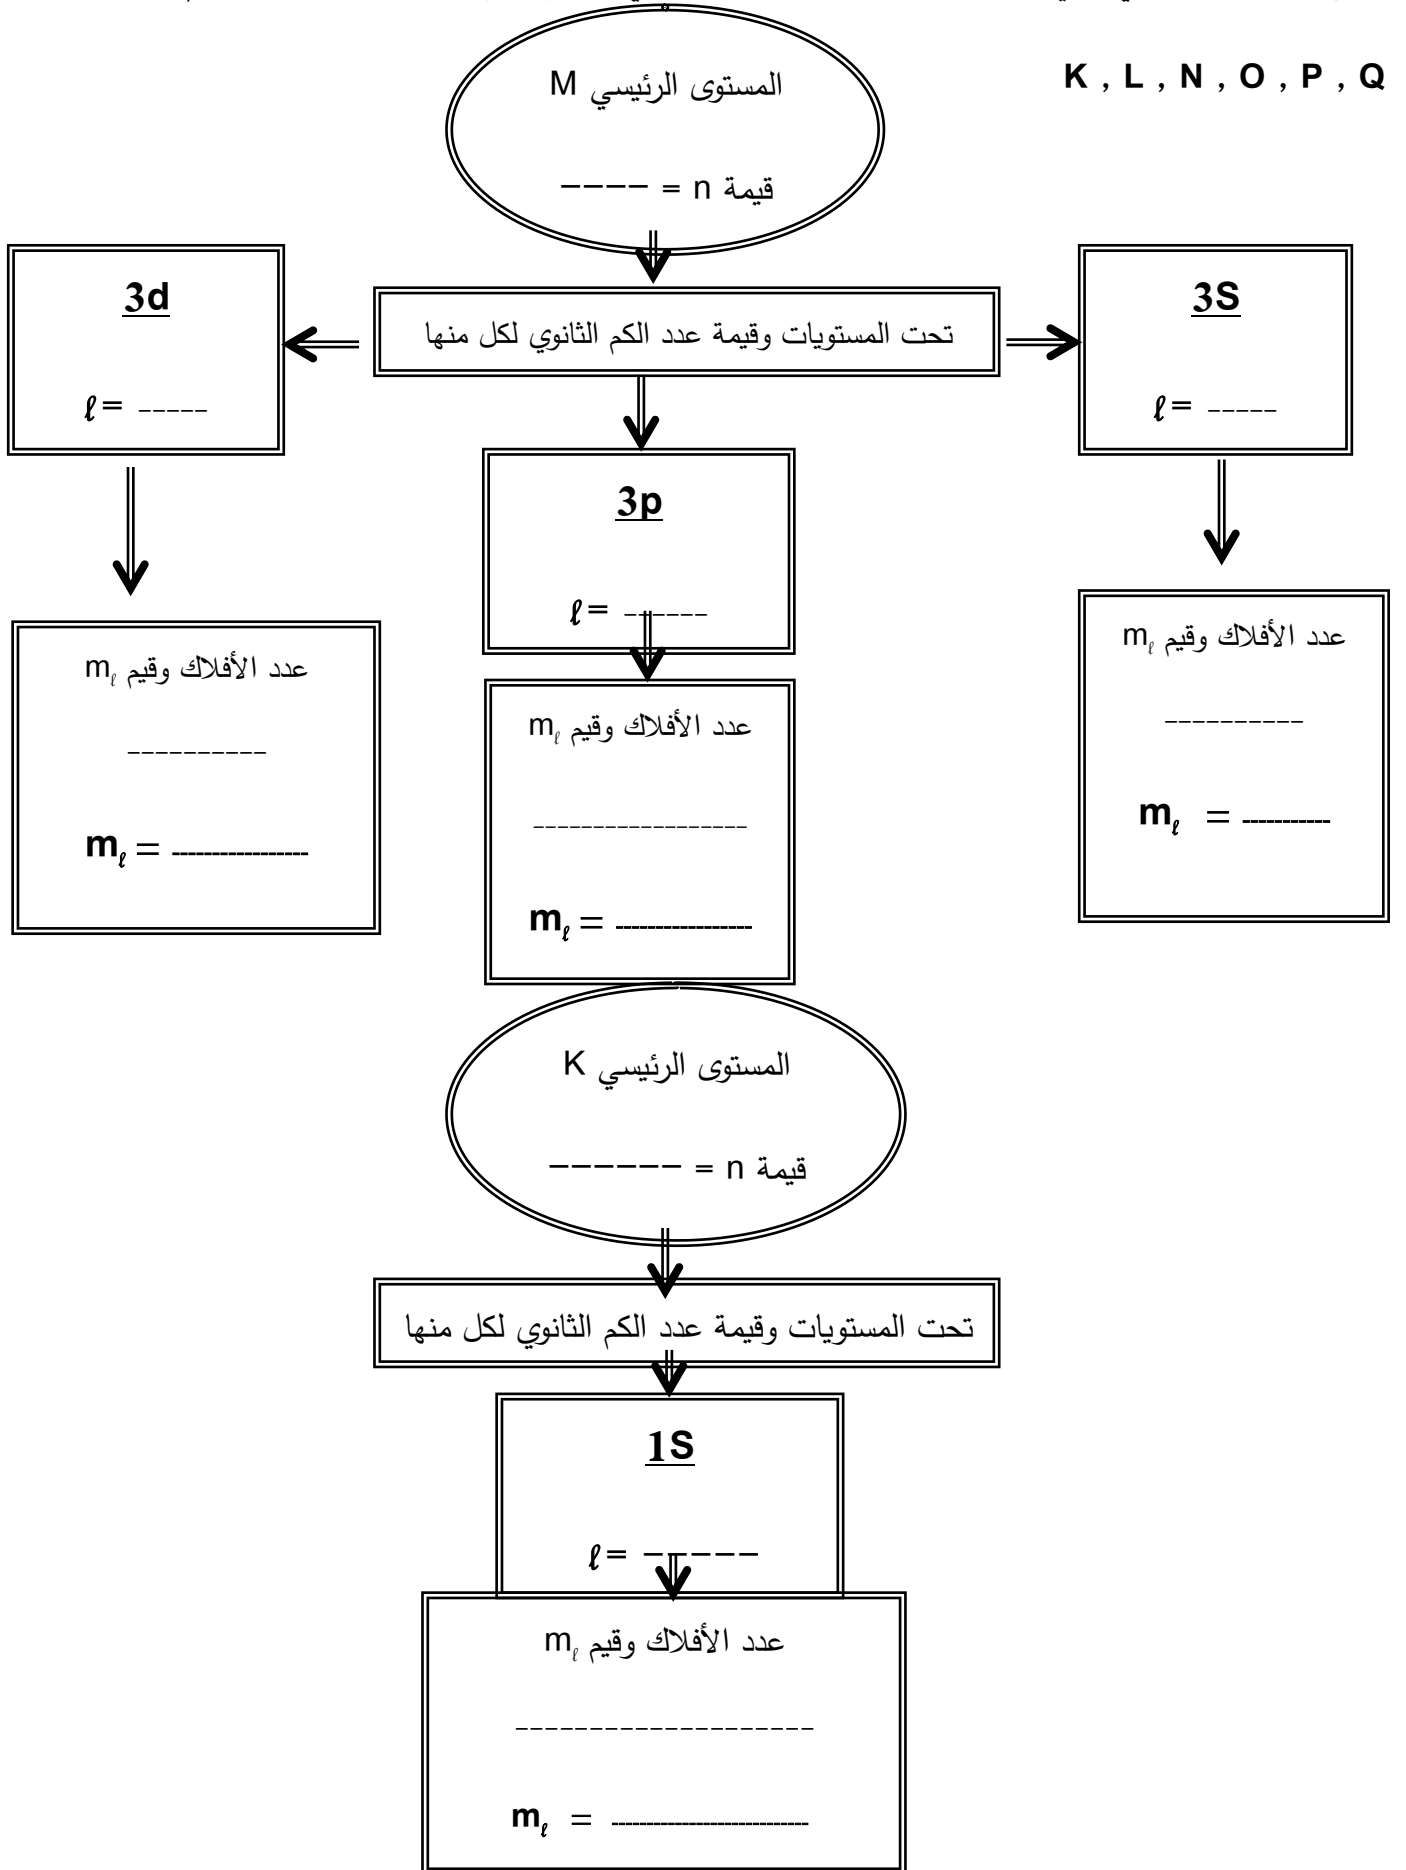 K , L , N , O , P , Q
المستوى الرئيسي M
قيمة n = ----
تحت المستويات وقيمة عدد الكم الثانوي لكل منها
3S
ℓ = -----
3p
ℓ = ------
3d
ℓ = -----
عدد الأفلاك وقيم mℓ
----------
mℓ = -----------
عدد الأفلاك وقيم mℓ
------------------
mℓ = -----------------
عدد الأفلاك وقيم mℓ
----------
mℓ = -----------------
المستوى الرئيسي K
قيمة n = ------
تحت المستويات وقيمة عدد الكم الثانوي لكل منها
1S
ℓ = -----
عدد الأفلاك وقيم mℓ
--------------------
mℓ = ----------------------------